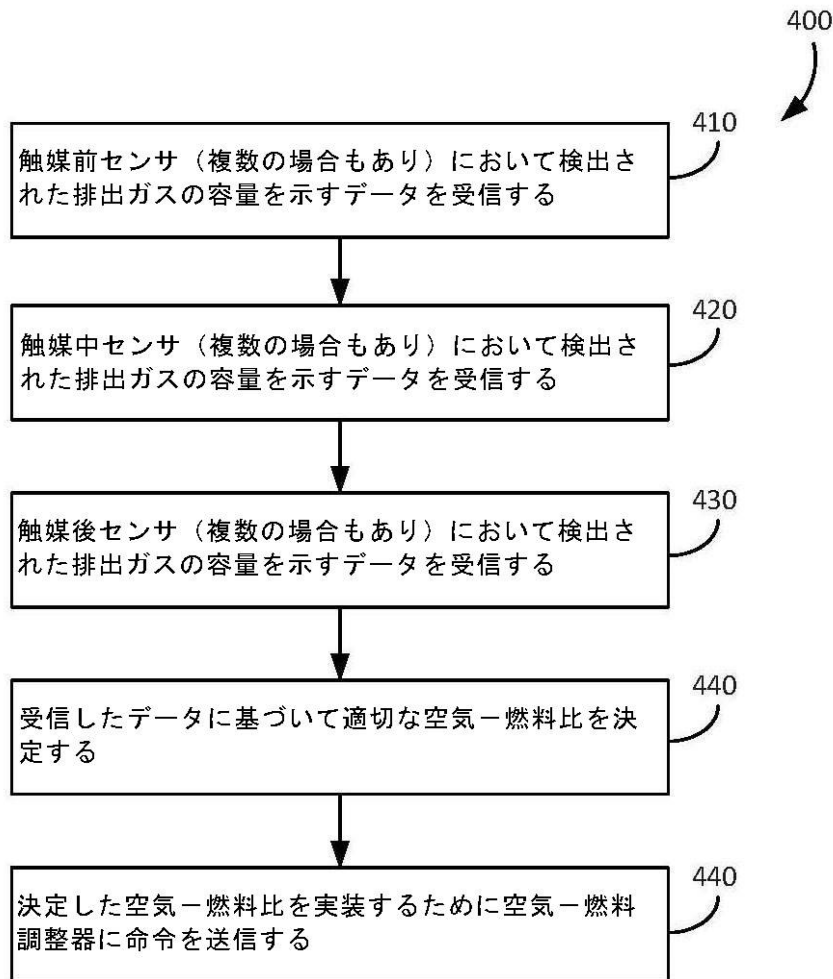 400
410
触媒前センサ（複数の場合もあり）において検出さ
れた排出ガスの容量を示すデータを受信する
420
触媒中センサ（複数の場合もあり）において検出さ
れた排出ガスの容量を示すデータを受信する
430
触媒後センサ（複数の場合もあり）において検出さ
れた排出ガスの容量を示すデータを受信する
440
受信したデータに基づいて適切な空気－燃料比を決
定する
440
決定した空気－燃料比を実装するために空気－燃料
調整器に命令を送信する